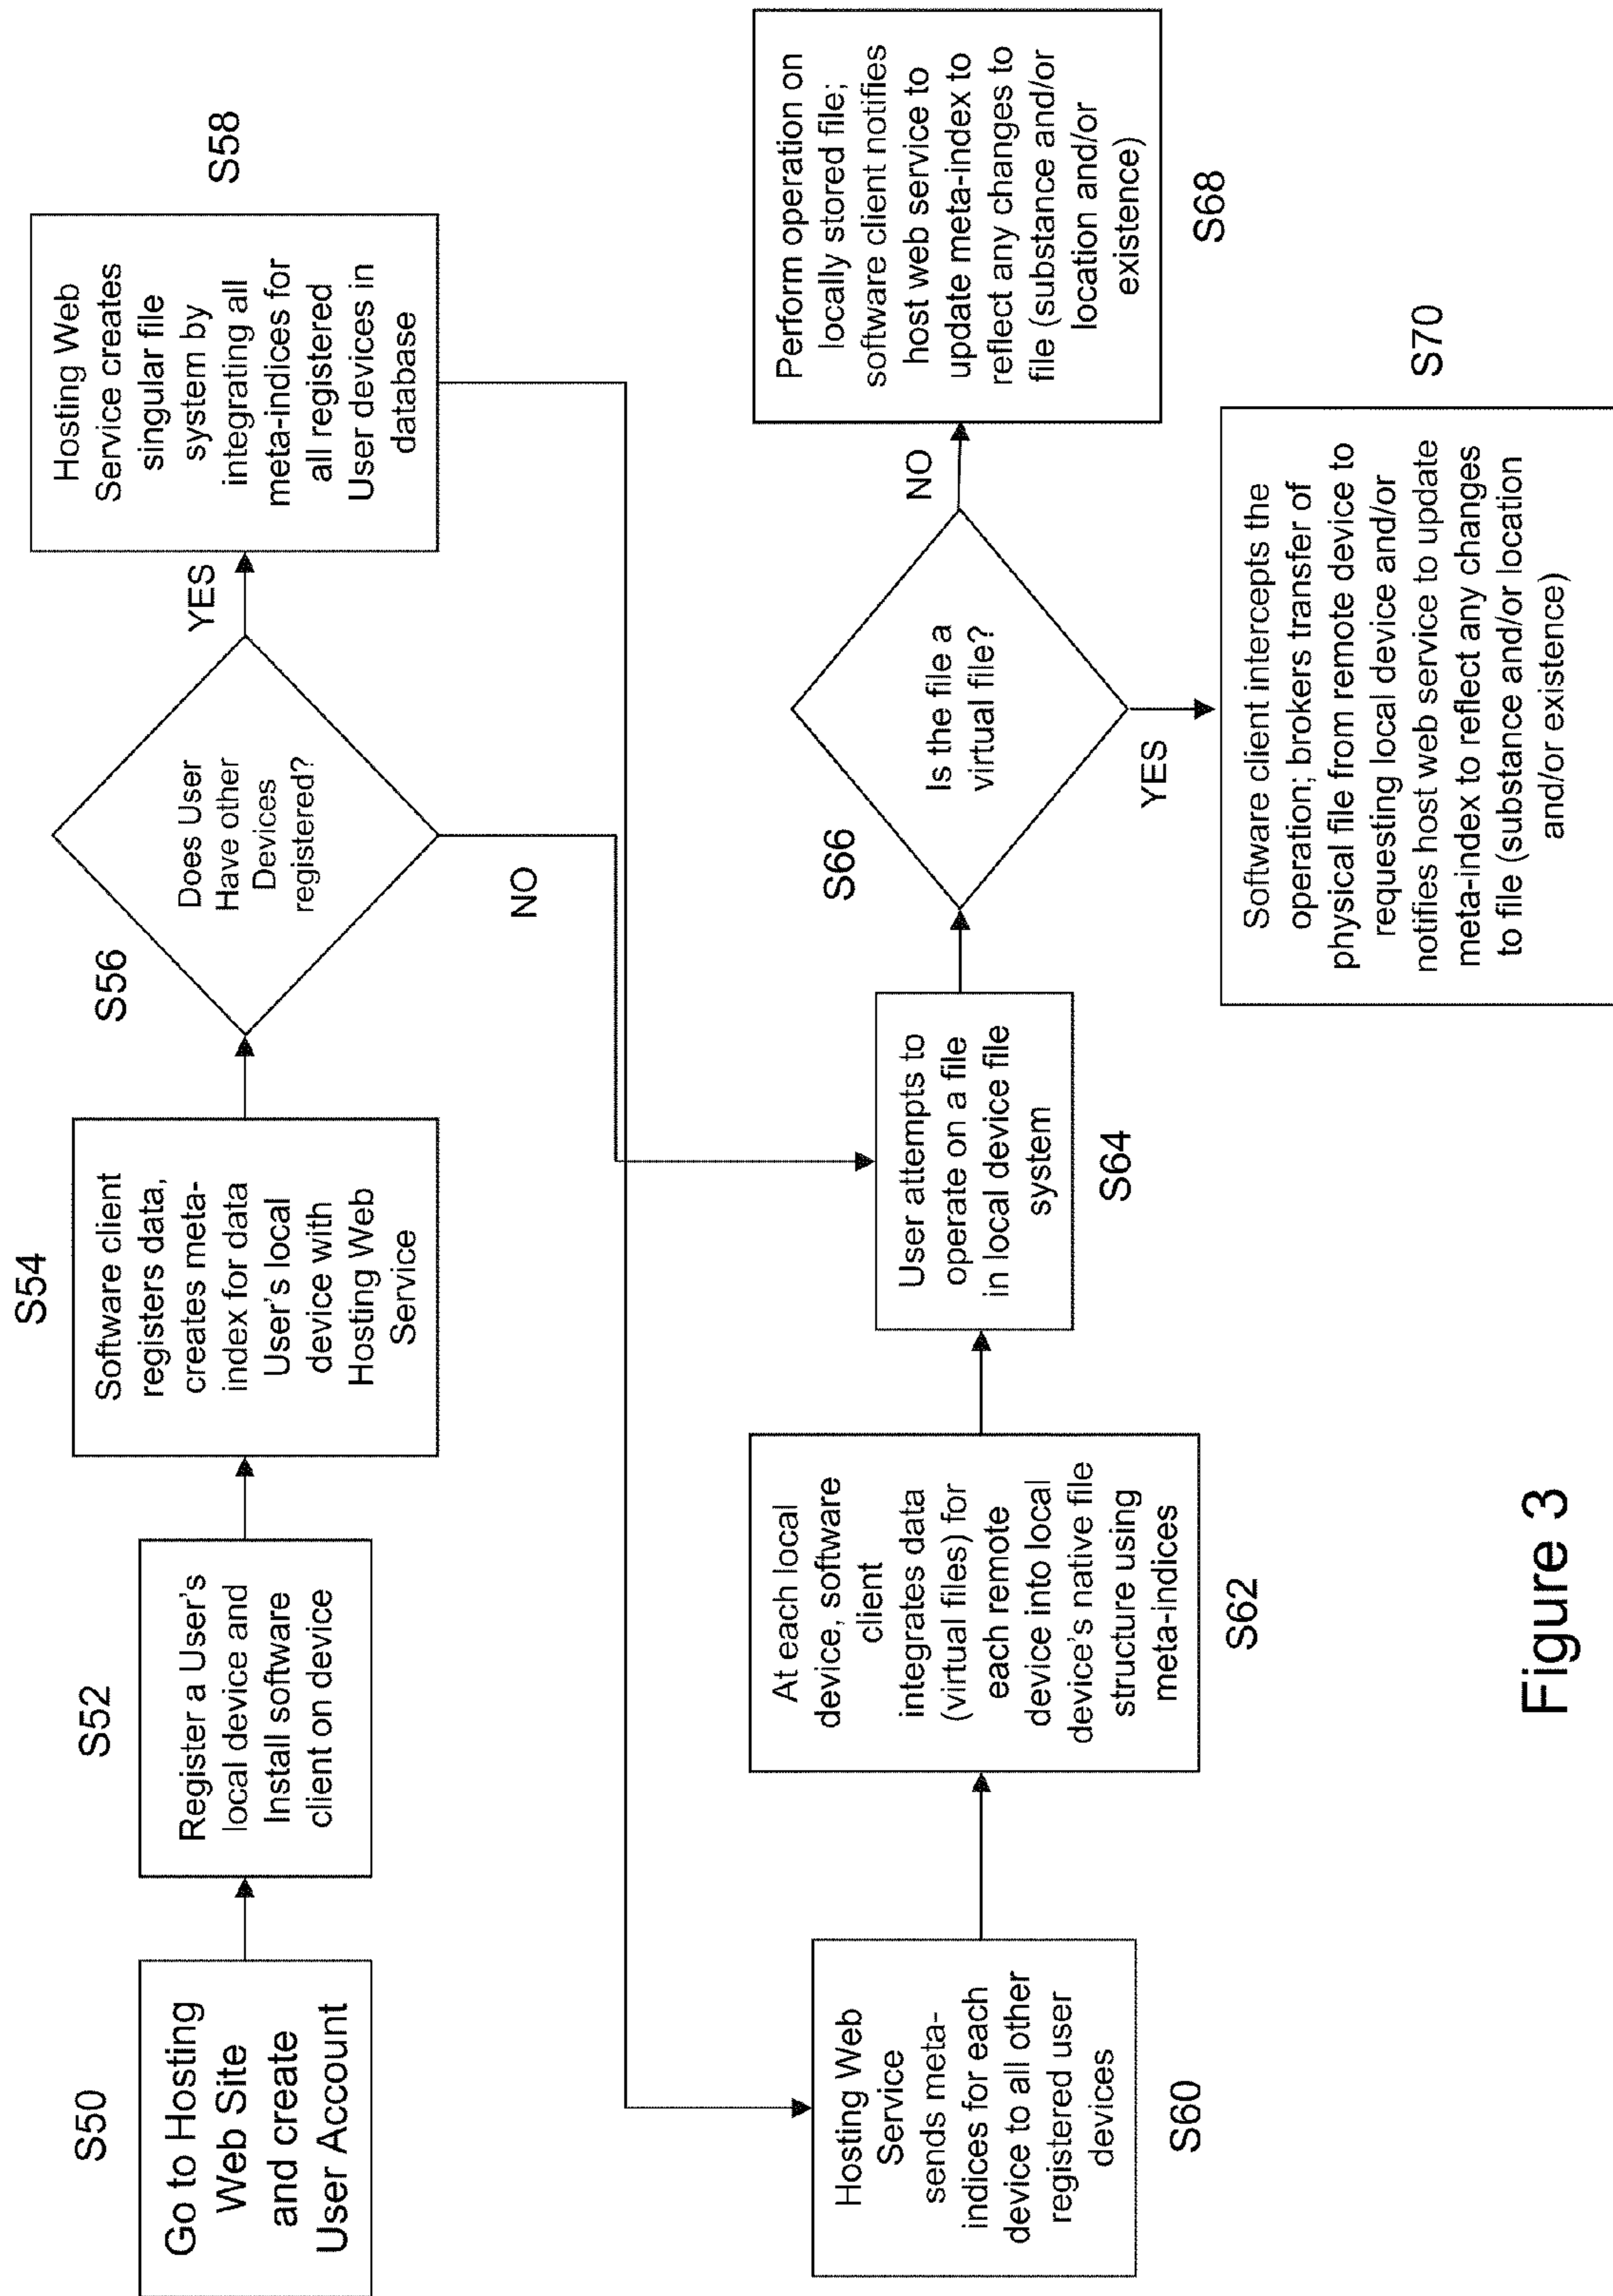 S50
Go to Hosting
Web Site
and create
User Account
S52
Register a User's
local device and
Install software
client on device
S54
Software client
registers data,
creates meta-
index for data
User's local
device with
Hosting Web
Service
S56
Does User
Have other
Devices
registered?
YES
NO
S58
Hosting Web
Service creates
singular file
system by
integrating all
meta-indices for
all registered
User devices in
database
Hosting Web
Service
sends meta-
indices for each
device to all other
registered user
devices
S60
At each local
device, software
client
integrates data
(virtual files) for
each remote
device into local
device's native file
structure using
meta-indices
S62
User attempts to
operate on a file
in local device file
system
S64
S66
Is the file a
virtual file?
NO
YES
Perform operation on
locally stored file;
software client notifies
host web service to
update meta-index to
reflect any changes to
file (substance and/or
location and/or
existence)
S68
S70
Software client intercepts the
operation; brokers transfer of
physical file from remote device to
requesting local device and/or
notifies host web service to update
meta-index to reflect any changes
to file (substance and/or location
and/or existence)
Figure 3